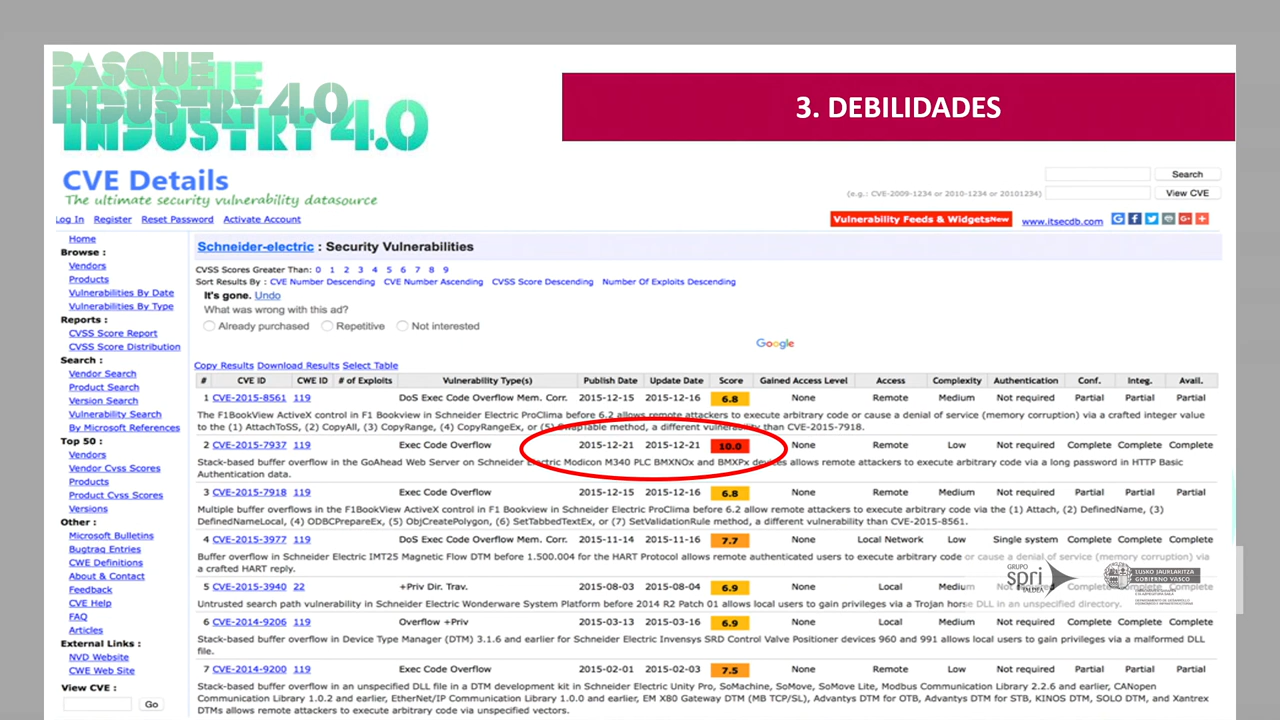 BASQUE
INDUSTRY 4.0
INDUSTRY 4.0
3. DEBILIDADES
CVE Details
The ultimate security vulnerability datasource
(e.g.: CVE-2009-1234 or 2010-1234 or 20101234)
Search
View CVE
Log In Register Reset Password Activate Account
Vulnerability Feeds & WidgetsNew www.itsecdb.com
Home
Browse :
Vendors
Products
Vulnerabilities By Date
Vulnerabilities By Type
Reports :
CVSS Score Report
CVSS Score Distribution
Search :
Vendor Search
Product Search
Version Search
Vulnerability Search
By Microsoft References
Top 50 :
Vendors
Vendor Cvss Scores
Products
Product Cvss Scores
Versions
Other :
Microsoft Bulletins
Bugtraq Entries
CWE Definitions
About & Contact
Feedback
CVE Help
FAQ
Articles
External Links :
NVD Website
CWE Web Site
View CVE :
Go
Schneider-electric : Security Vulnerabilities
CVSS Scores Greater Than: 0 1 2 3 4 5 6 7 8 9
Sort Results By : CVE Number Descending CVE Number Ascending CVSS Score Descending Number Of Exploits Descending
It's gone. Undo
What was wrong with this ad?
Already purchased Repetitive Not interested
Google
Copy Results Download Results Select Table
# CVE ID CWE ID # of Exploits Vulnerability Type(s) Publish Date Update Date Score Gained Access Level Access Complexity Authentication Conf. Integ. Avail.
1 CVE-2015-8561 119 DoS Exec Code Overflow Mem. Corr. 2015-12-15 2015-12-16 6.8 None Remote Medium Not required Partial Partial Partial
The F1BookView ActiveX control in F1 Bookview in Schneider Electric ProClima before 6.2 allows remote attackers to execute arbitrary code or cause a denial of service (memory corruption) via a crafted integer value
to the (1) AttachToSS, (2) CopyAll, (3) CopyRange, (4) CopyRangeEx, or (5) SwapTable method, a different vulnerability than CVE-2015-7918.
2 CVE-2015-7937 119 Exec Code Overflow 2015-12-21 2015-12-21 10.0 None Remote Low Not required Complete Complete Complete
Stack-based buffer overflow in the GoAhead Web Server on Schneider Electric Modicon M340 PLC BMXNOx and BMXPx devices allows remote attackers to execute arbitrary code via a long password in HTTP Basic
Authentication data.
3 CVE-2015-7918 119 Exec Code Overflow 2015-12-15 2015-12-16 6.8 None Remote Medium Not required Partial Partial Partial
Multiple buffer overflows in the F1BookView ActiveX control in F1 Bookview in Schneider Electric ProClima before 6.2 allow remote attackers to execute arbitrary code via the (1) Attach, (2) DefinedName, (3)
DefinedNameLocal, (4) ODBCPrepareEx, (5) ObjCreatePolygon, (6) SetTabbedTextEx, or (7) SetValidationRule method, a different vulnerability than CVE-2015-8561.
4 CVE-2015-3977 119 DoS Exec Code Overflow Mem. Corr. 2015-11-14 2015-11-16 7.7 None Local Network Low Single system Complete Complete Complete
Buffer overflow in Schneider Electric IMT25 Magnetic Flow DTM before 1.500.004 for the HART Protocol allows remote authenticated users to execute arbitrary code or cause a denial of service (memory corruption) via
a crafted HART reply.
5 CVE-2015-3940 22 +Priv Dir. Trav. 2015-08-03 2015-08-04 6.9 None Local Medium Not required Complete Complete Complete
Untrusted search path vulnerability in Schneider Electric Wonderware System Platform before 2014 R2 Patch 01 allows local users to gain privileges via a Trojan horse DLL in an unspecified directory.
6 CVE-2014-9206 119 Overflow +Priv 2015-03-13 2015-03-16 6.9 None Local Medium Not required Complete Complete Complete
Stack-based buffer overflow in Device Type Manager (DTM) 3.1.6 and earlier for Schneider Electric Invensys SRD Control Valve Positioner devices 960 and 991 allows local users to gain privileges via a malformed DLL
file.
7 CVE-2014-9200 119 Exec Code Overflow 2015-02-01 2015-02-03 7.5 None Remote Low Not required Partial Partial Partial
Stack-based buffer overflow in an unspecified DLL file in a DTM development kit in Schneider Electric Unity Pro, SoMachine, SoMove, SoMove Lite, Modbus Communication Library 2.2.6 and earlier, CANopen
Communication Library 1.0.2 and earlier, EtherNet/IP Communication Library 1.0.0 and earlier, EM X80 Gateway DTM (MB TCP/SL), Advantys DTM for OTB, Advantys DTM for STB, KINOS DTM, SOLO DTM, and Xantrex
DTMs allows remote attackers to execute arbitrary code via unspecified vectors.
GRUPO
spri
TALDEA
EUSKO JAURLARITZA
GOBIERNO VASCO